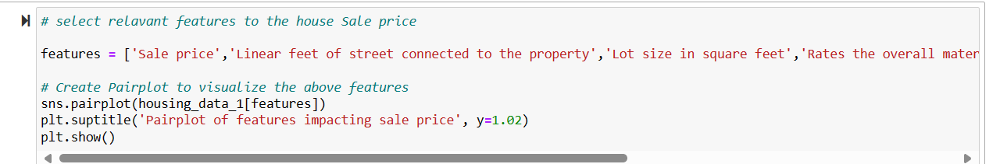 # select relavant features to the house Sale price
features = ['Sale price','Linear feet of street connected to the property','Lot size in square feet','Rates the overall mater
# Create Pairplot to visualize the above features
sns.pairplot(housing_data_1[features])
plt.suptitle('Pairplot of features impacting sale price', y=1.02)
plt.show()